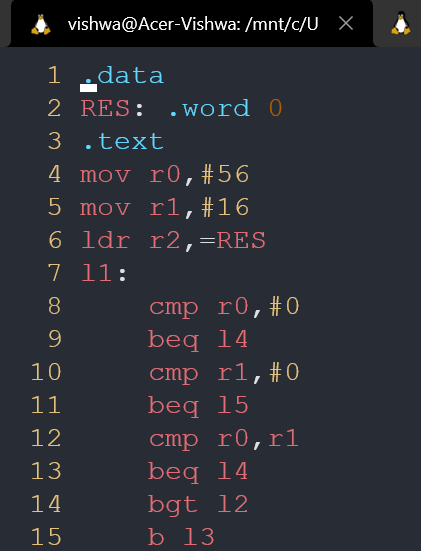 vishwa@Acer-Vishwa: /mnt/c/U
1 .data
2 RES: .word 0
3 .text
4 mov r0,#56
5 mov r1,#16
6 ldr r2,=RES
7 l1:
8 cmp r0,#0
9 beq l4
10 cmp r1,#0
11 beq l5
12 cmp r0,r1
13 beq l4
14 bgt l2
15 b l3